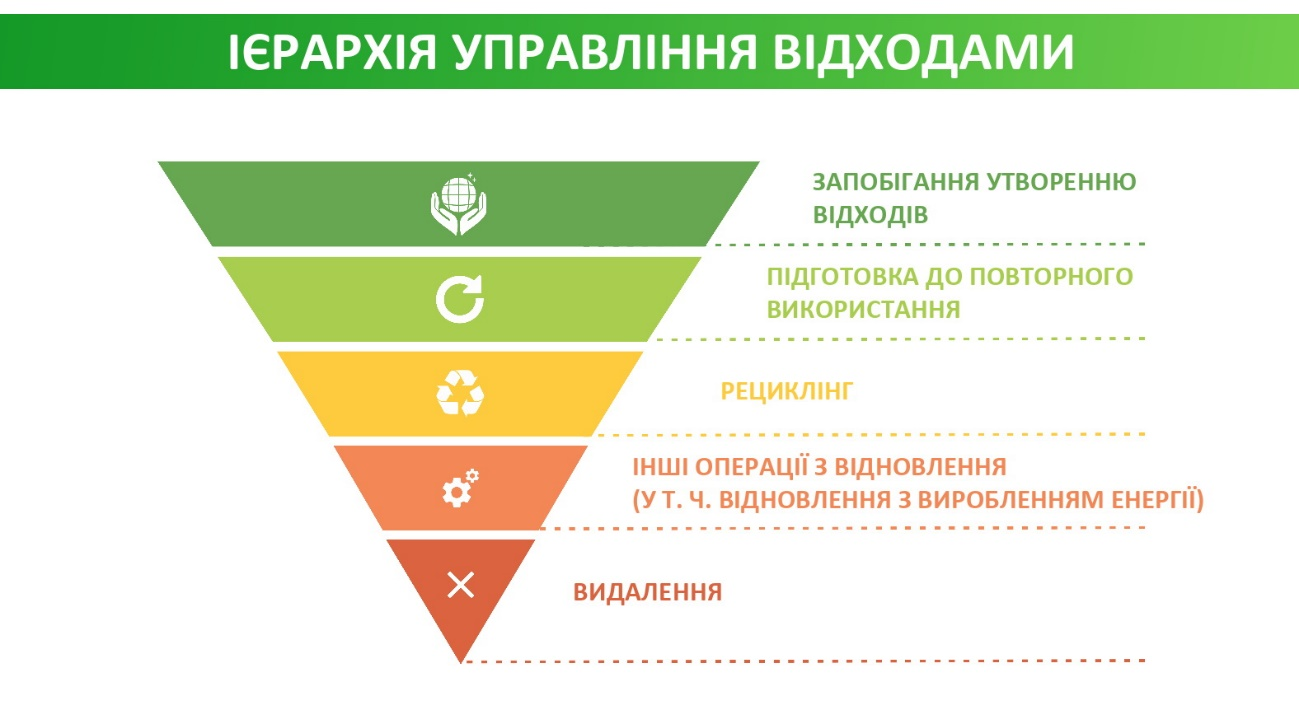 ІЄРАРХІЯ УПРАВЛІННЯ ВІДХОДАМИ
ЗАПОБІГАННЯ УТВОРЕННЮ
ВІДХОДІВ
ПІДГОТОВКА ДО ПОВТОРНОГО
ВИКОРИСТАННЯ
РЕЦИКЛІНГ
ІНШІ ОПЕРАЦІЇ З ВІДНОВЛЕННЯ
(У Т. Ч. ВІДНОВЛЕННЯ З ВИРОБЛЕННЯМ ЕНЕРГІЇ)
ВИДАЛЕННЯ